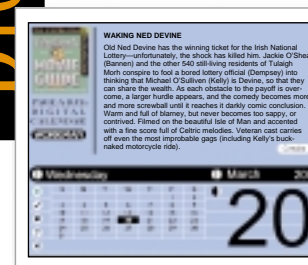 WAKING NED DEVINE
Old Ned Devine has the winning ticket for the Irish National
Lottery—unfortunately, the shock has killed him. Jackie O'Shea
(Bannen) and the other 540 still-living residents of Tulaigh
Morh conspire to fool a bored lottery official (Dempsey) into
thinking that Michael O'Sullivan (Kelly) is Devine, so that they
can share the wealth. As each obstacle to the payoff is over-
come, a larger hurdle appears, and the comedy becomes more
and more screwball until it reaches it darkly comic conclusion.
Warm and full of blarney, but never becomes too sappy, or
contrived. Filmed on the beautiful Isle of Man and accented
with a fine score full of Celtric melodies. Veteran cast carries
off even the most improbable gags (including Kelly's buck-
naked motorcycle ride).
MOVIE
GUIDE
DIGITAL
Wednesday
March 20
20